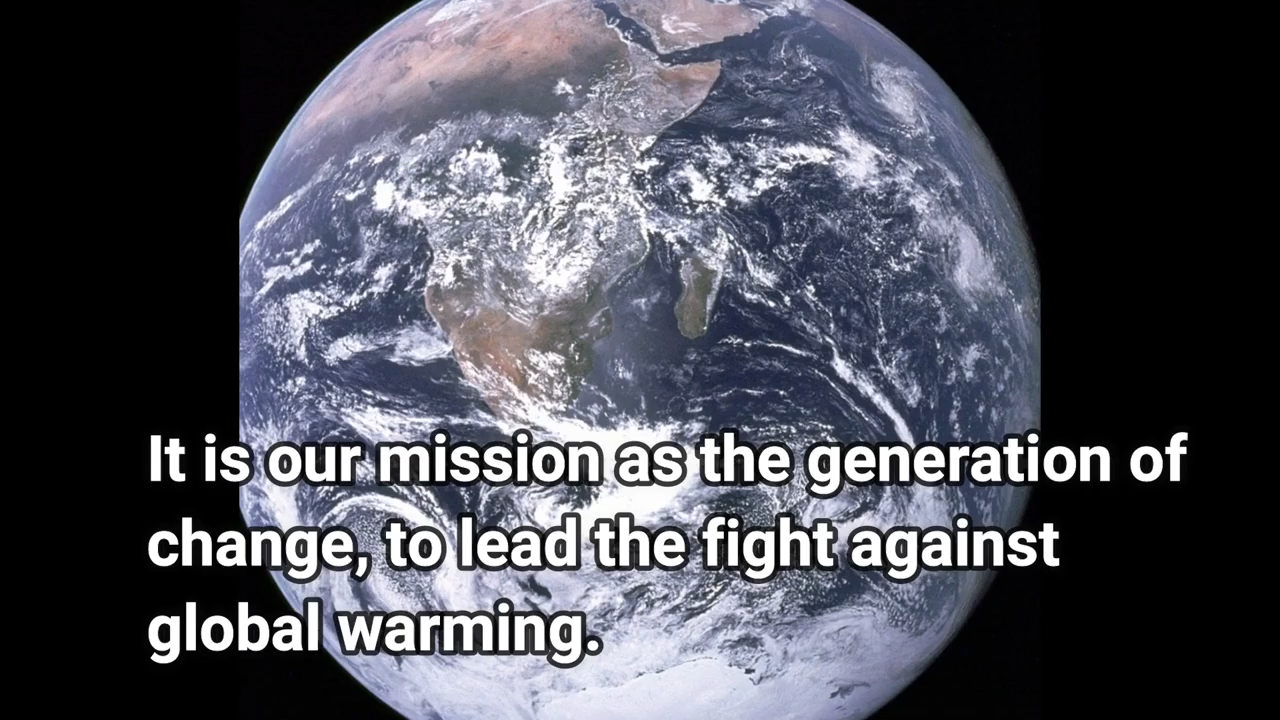 It is our mission as the generation of
change, to lead the fight against
global warming.